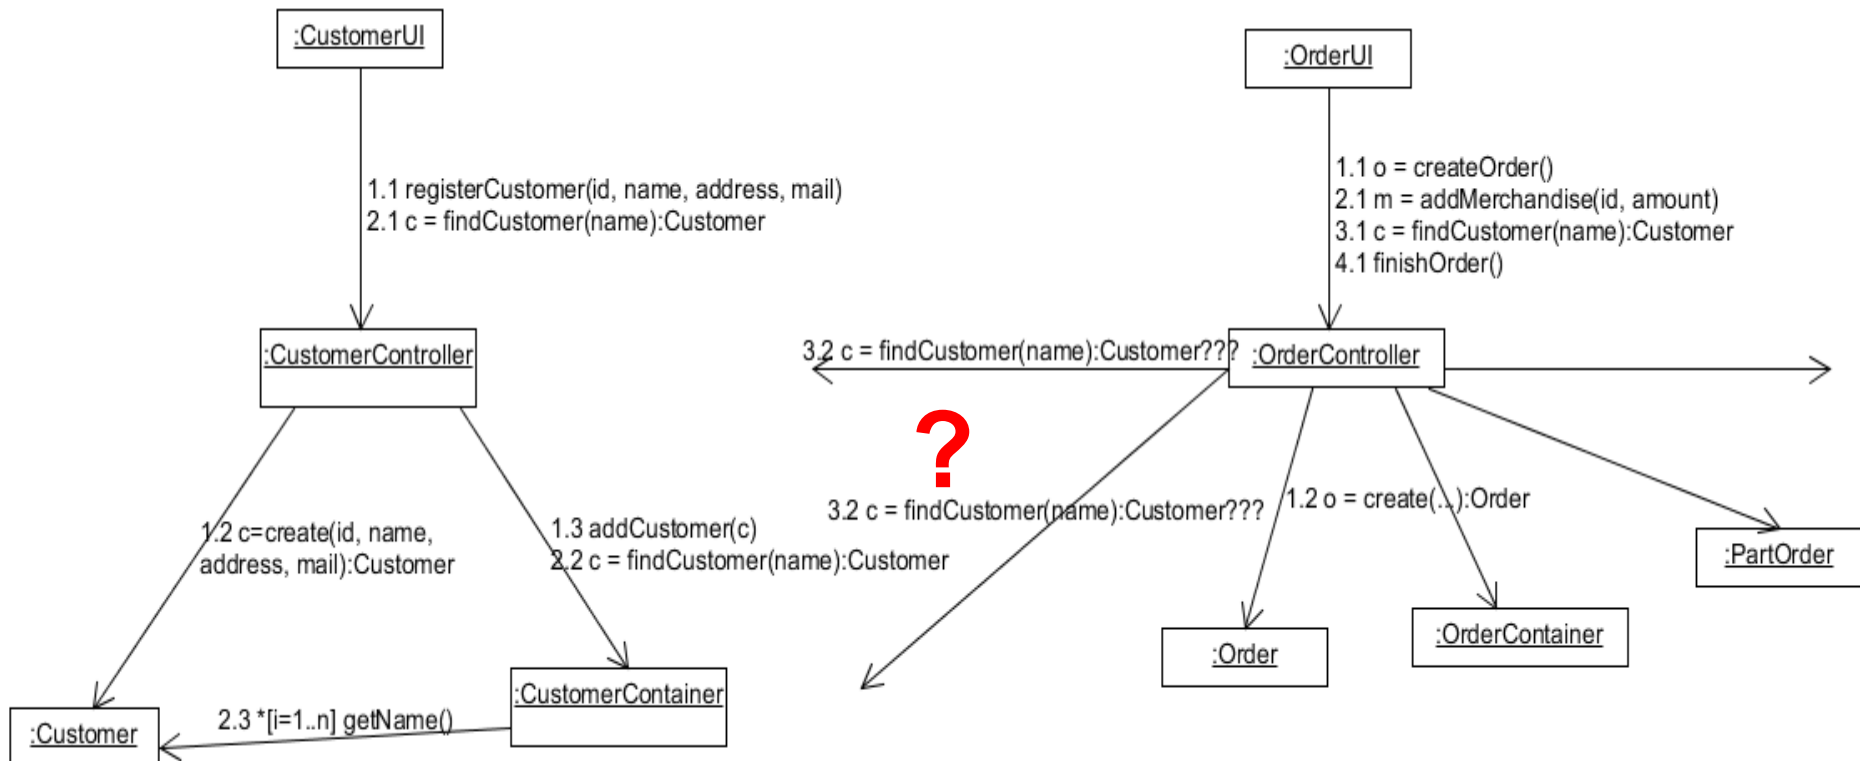 :CustomerUI
:OrderUI
1.1 registerCustomer(id, name, address, mail)
2.1 c = findCustomer(name):Customer
1.1 o = createOrder()
2.1 m = addMerchandise(id, amount)
3.1 c = findCustomer(name):Customer
4.1 finishOrder()
:CustomerController
3.2 c = findCustomer(name):Customer???
:OrderController
?
1.2 c=create(id, name,
address, mail):Customer
1.3 addCustomer(c)
2.2 c = findCustomer(name):Customer
3.2 c = findCustomer(name):Customer???
1.2 o = create(...):Order
:PartOrder
:Order
:OrderContainer
:CustomerContainer
2.3 *[i=1..n] getName()
:Customer